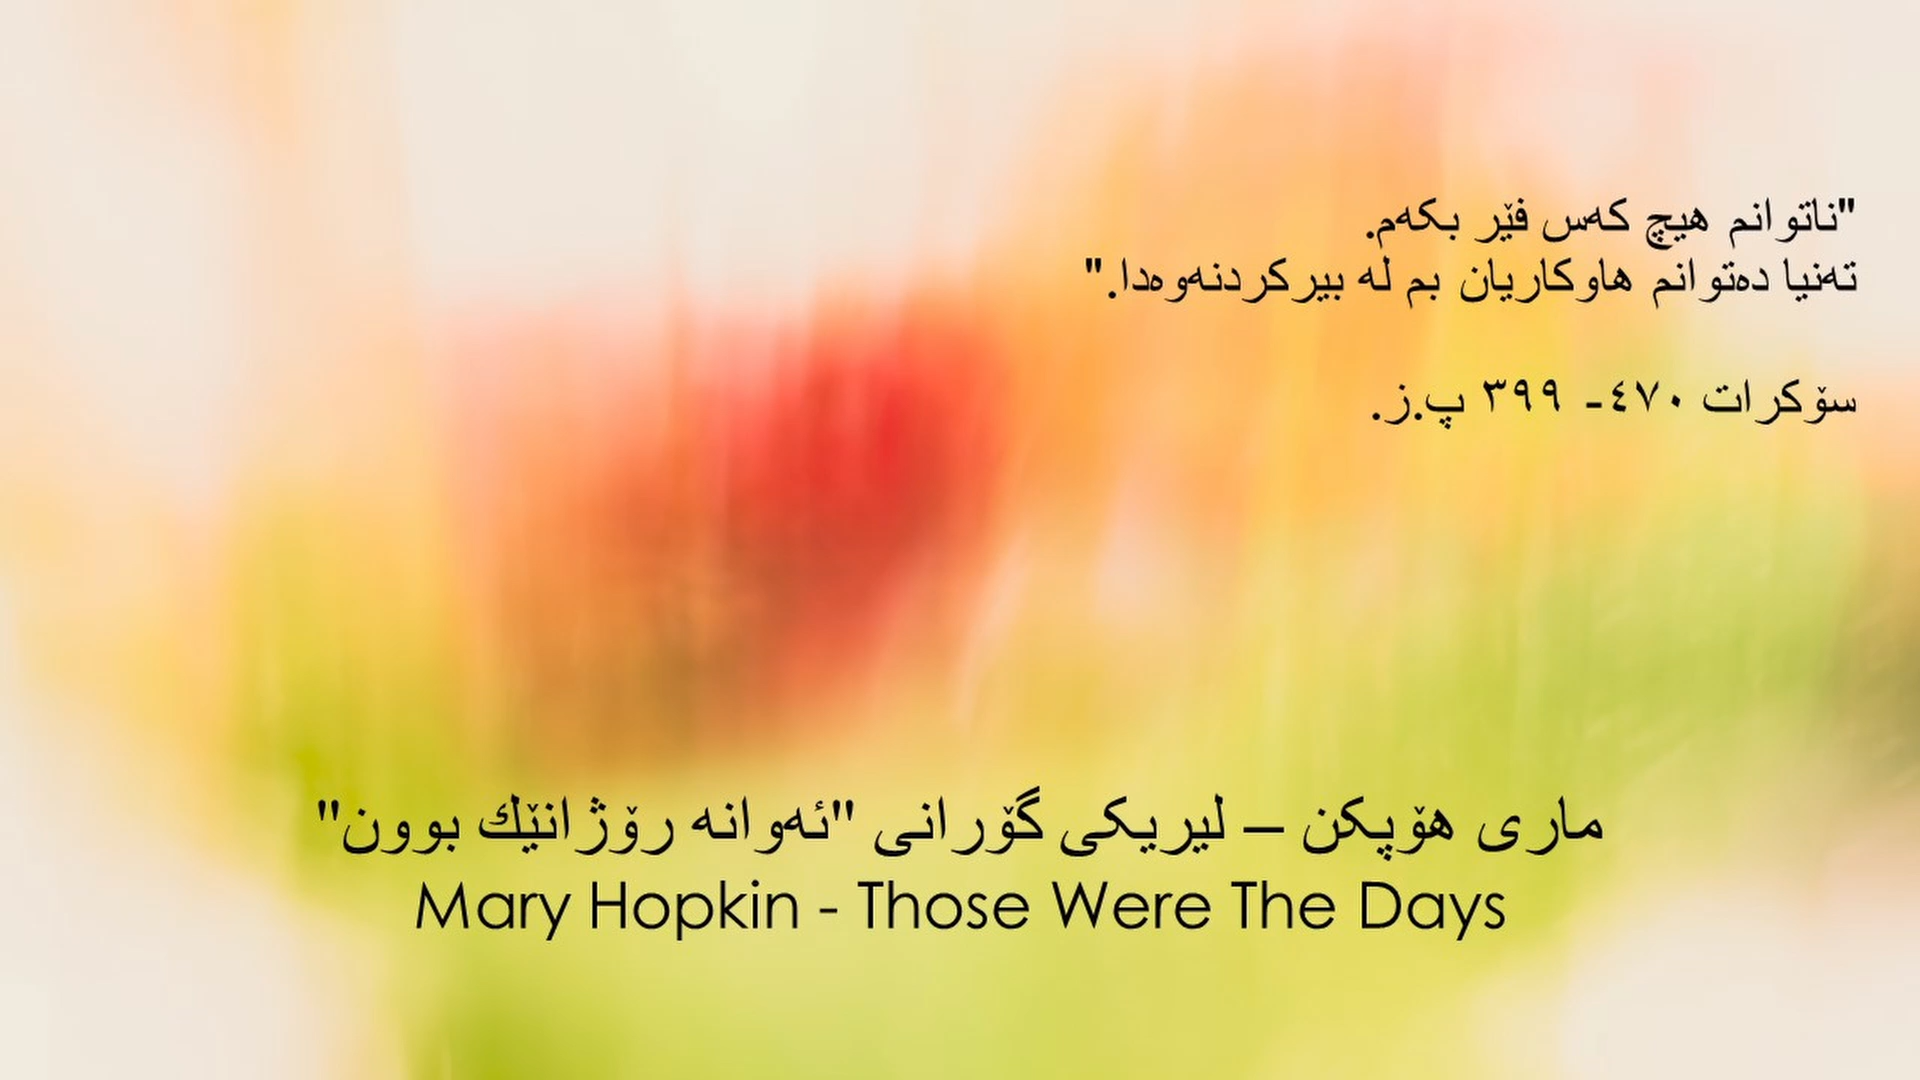 "ناتوانم هیچ کەس فێر بکەم.
تەنیا دەتوانم هاوکاریان بم لە بیرکردنەوەدا."
سۆکرات ٤٧٠- ٣٩٩ پ.ز.
ماری هۆپکن – لیریکی گۆرانی "ئەوانە رۆژانێك بوون"
Mary Hopkin - Those Were The Days